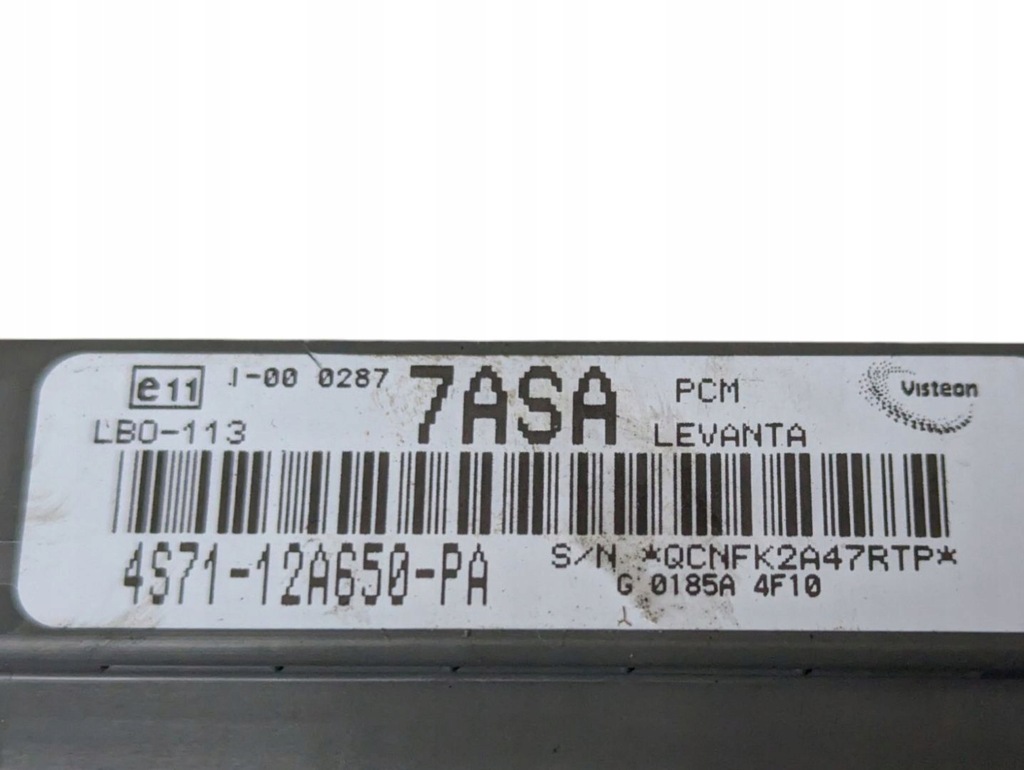 e11 I-00 0287 7ASA PCM Visteon
LBO-113 LEVANTA
4S71-12A650-PA S/N *QCNFK2A47RTP*
G 0185A 4F10